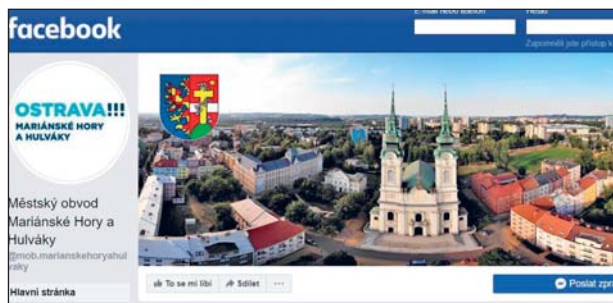 facebook
E-mail nebo telefon
Heslo
Zapomněli jste přístup k
OSTRAVA!!!
MARIÁNSKÉ HORY
A HULVÁKY
Městský obvod
Mariánské Hory a
Hulváky
@mob.marianskehoryahul
vaky
Hlavní stránka
To se mi líbí
Sdílet
Poslat zprá